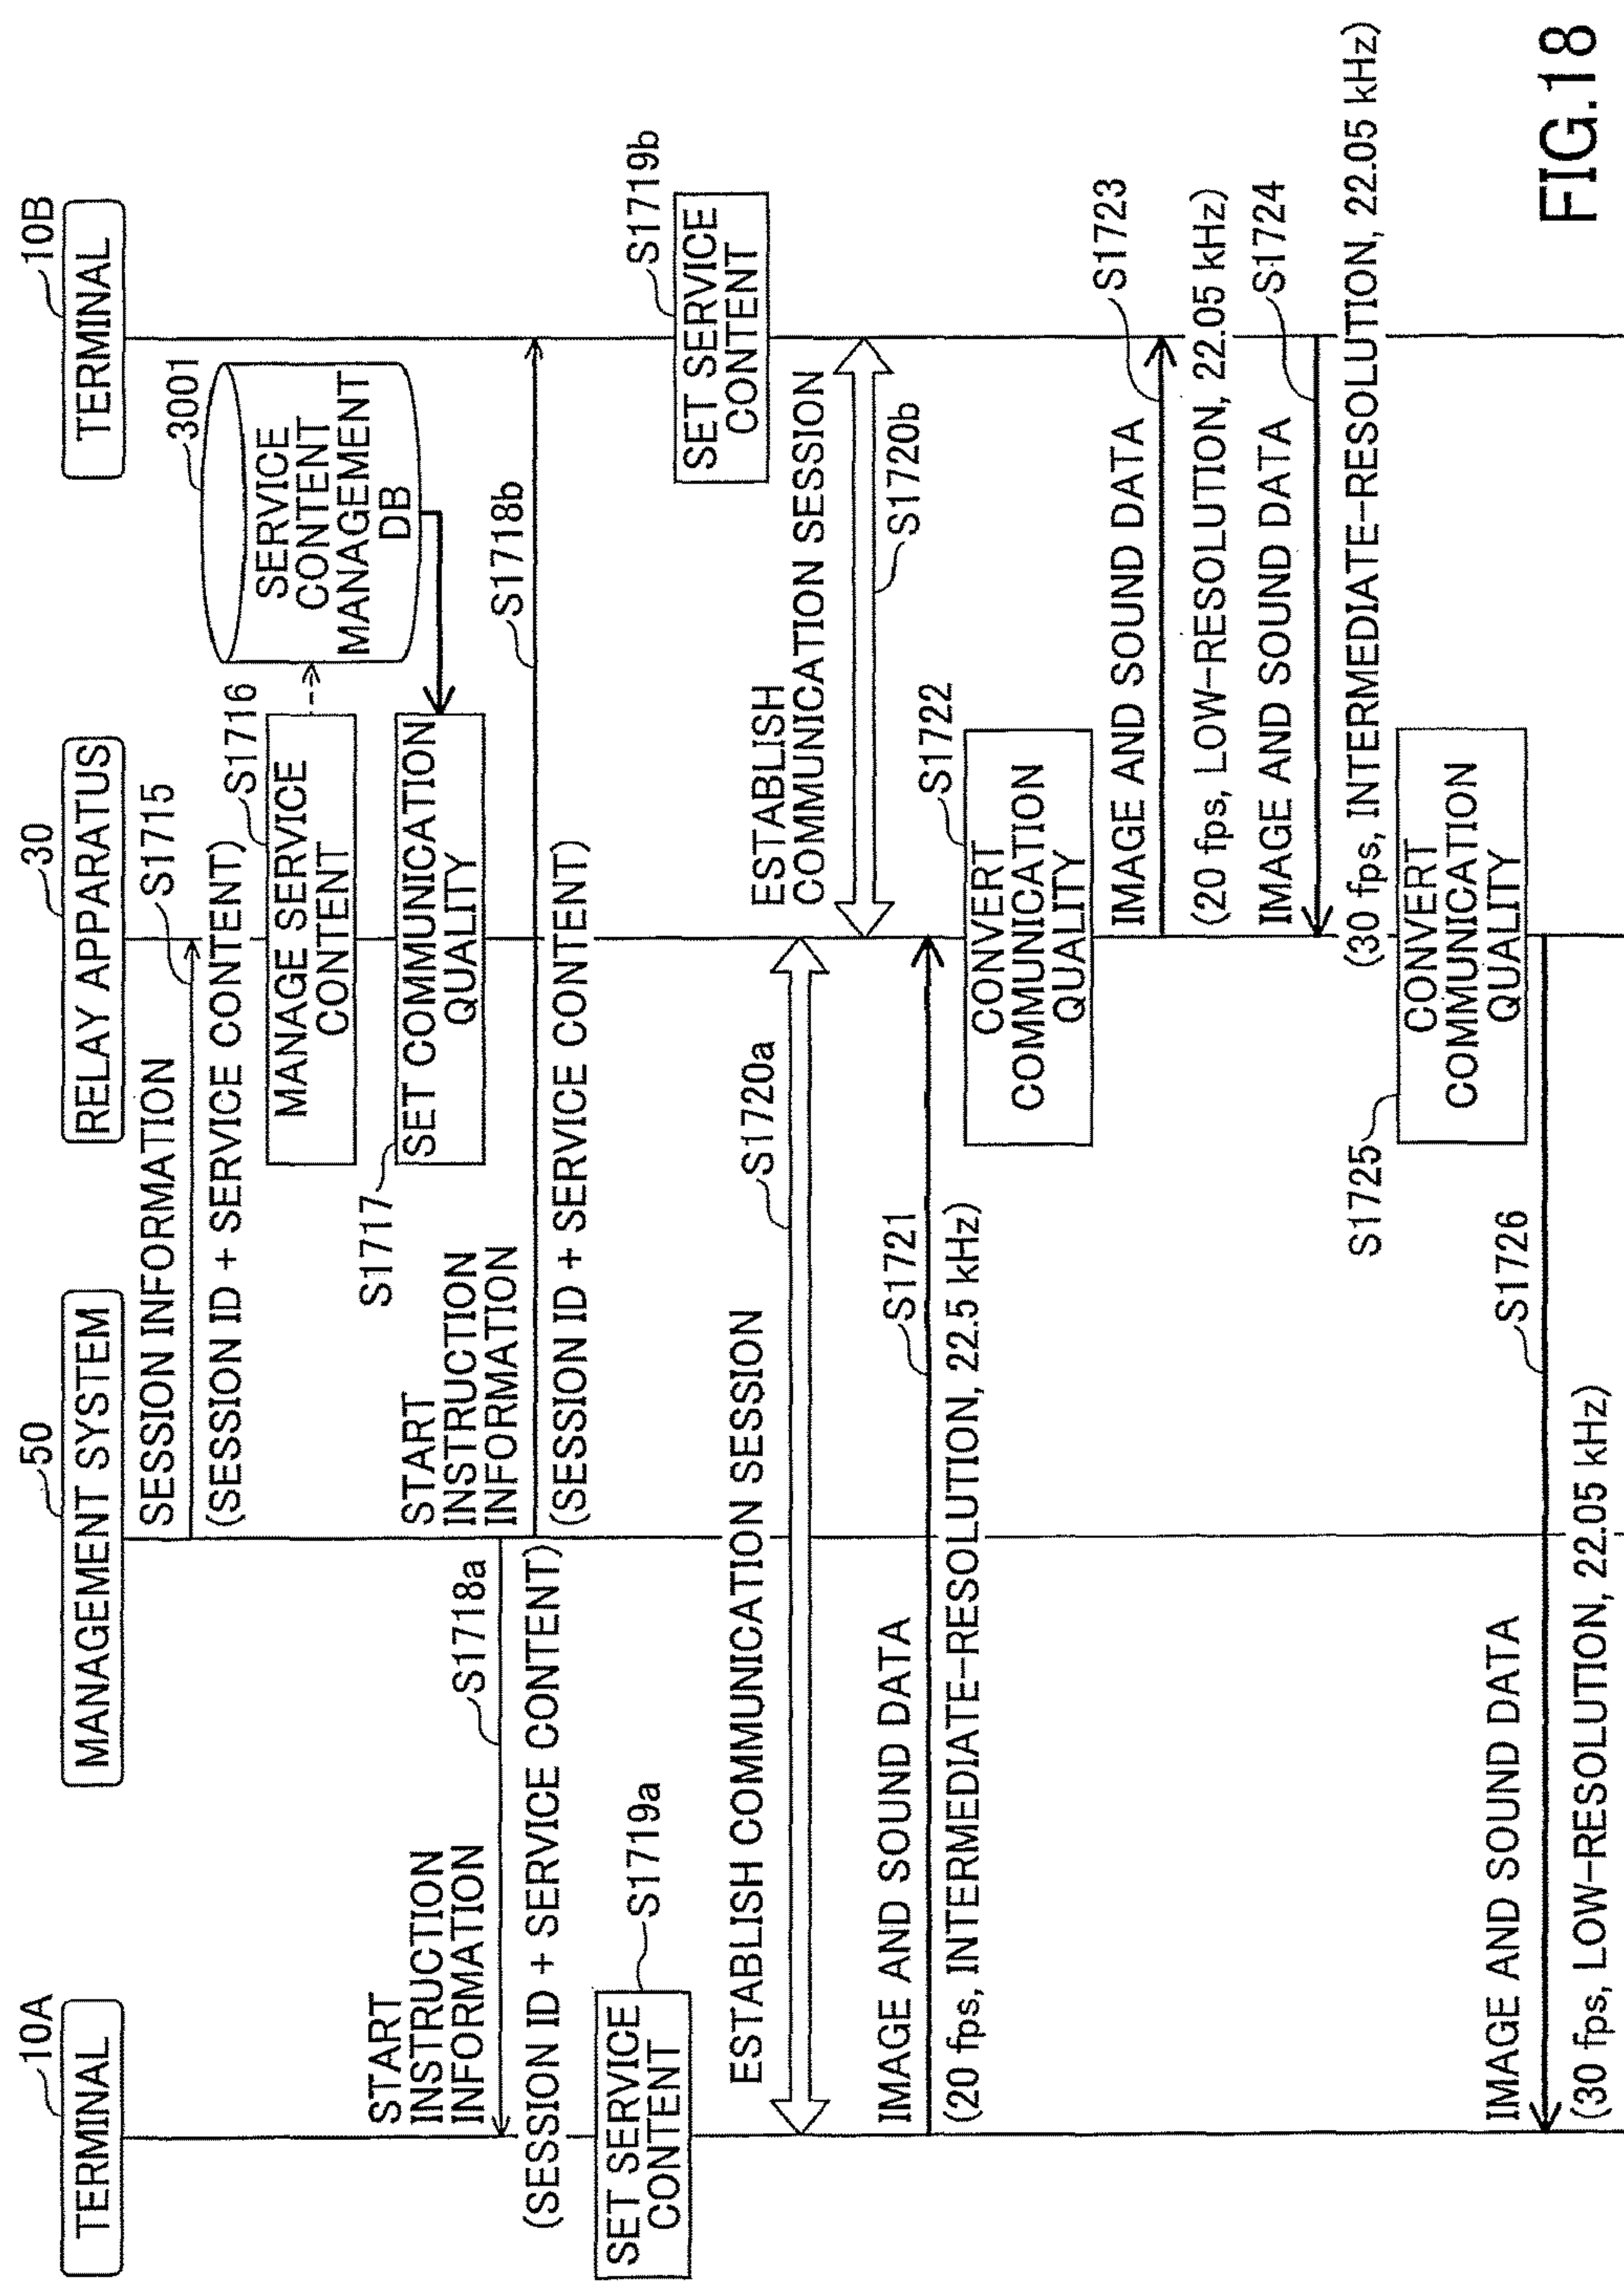 10A
TERMINAL
50
MANAGEMENT SYSTEM
30
RELAY APPARATUS
10B
TERMINAL
SESSION INFORMATION
S1715
(SESSION ID + SERVICE CONTENT)
S1716
MANAGE SERVICE
CONTENT
3001
SERVICE
CONTENT
MANAGEMENT
DB
S1717
SET COMMUNICATION
QUALITY
START
INSTRUCTION
INFORMATION
S1718a
(SESSION ID + SERVICE CONTENT)
START
INSTRUCTION
INFORMATION
S1718b
(SESSION ID + SERVICE CONTENT)
SET SERVICE
CONTENT
S1719a
SET SERVICE
CONTENT
S1719b
ESTABLISH COMMUNICATION SESSION
S1720a
ESTABLISH
COMMUNICATION SESSION
S1720b
IMAGE AND SOUND DATA
S1721
(20 fps, INTERMEDIATE-RESOLUTION, 22.5 kHz)
S1722
CONVERT
COMMUNICATION
QUALITY
IMAGE AND SOUND DATA
S1723
(20 fps, LOW-RESOLUTION, 22.05 kHz)
IMAGE AND SOUND DATA
S1724
(30 fps, INTERMEDIATE-RESOLUTION, 22.05 kHz)
S1725
CONVERT
COMMUNICATION
QUALITY
IMAGE AND SOUND DATA
S1726
(30 fps, LOW-RESOLUTION, 22.05 kHz)
FIG.18